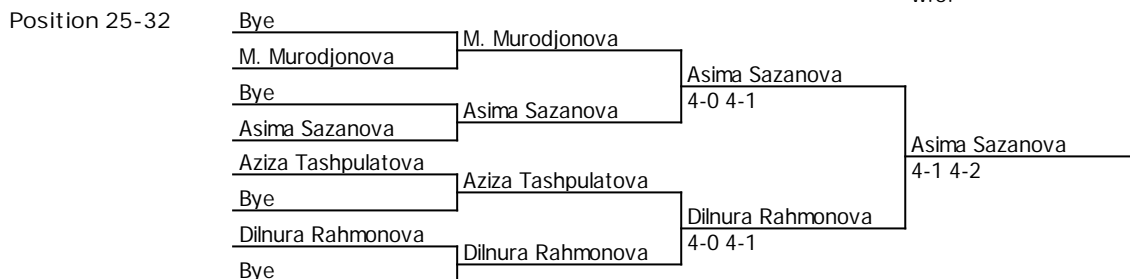 Position 25-32
Bye
M. Murodjonova
Bye
Asima Sazanova
Aziza Tashpulatova
Bye
Dilnura Rahmonova
Bye
M. Murodjonova
Asima Sazanova
Aziza Tashpulatova
Dilnura Rahmonova
Asima Sazanova
4-0 4-1
Dilnura Rahmonova
4-0 4-1
Asima Sazanova
4-1 4-2